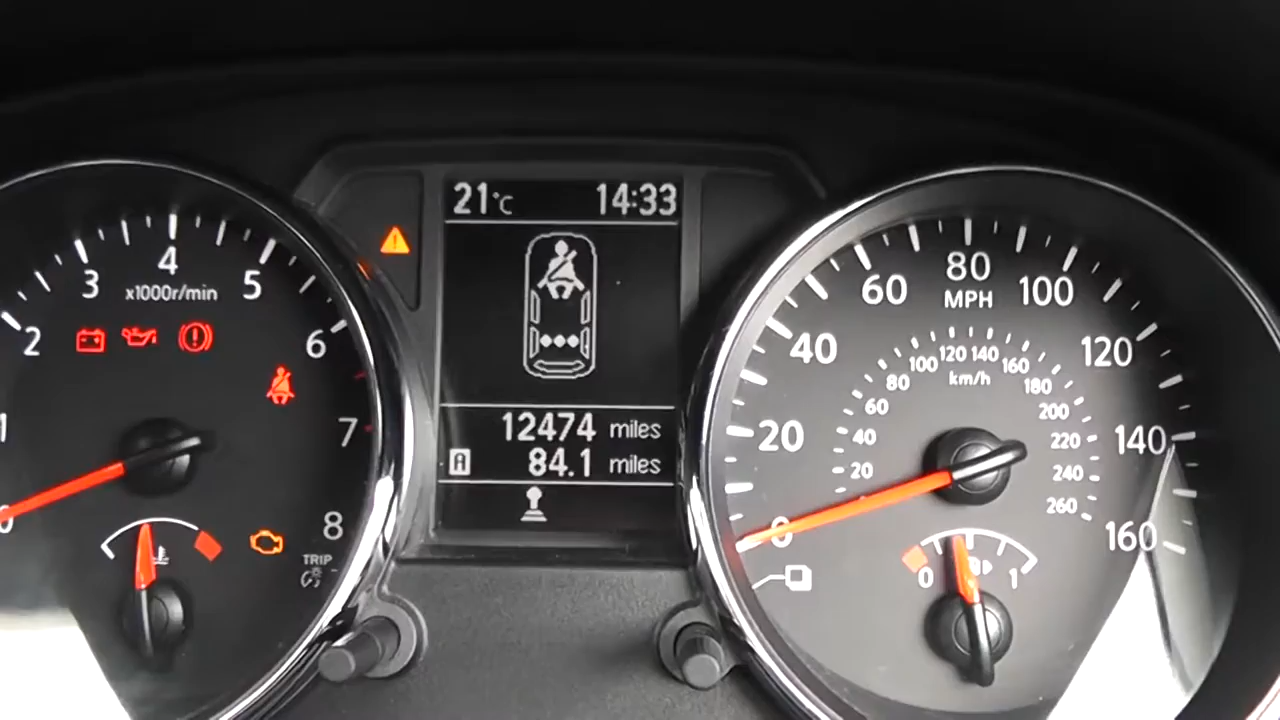 21°C 14:33
12474 miles
A 84.1 miles
0 1 2 3 4 5 6 7 8
x1000r/min
TRIP
0 20 40 60 80 100 120 140 160
MPH
20 40 60 80 100 120 140 160 180 200 220 240 260
km/h
0 1